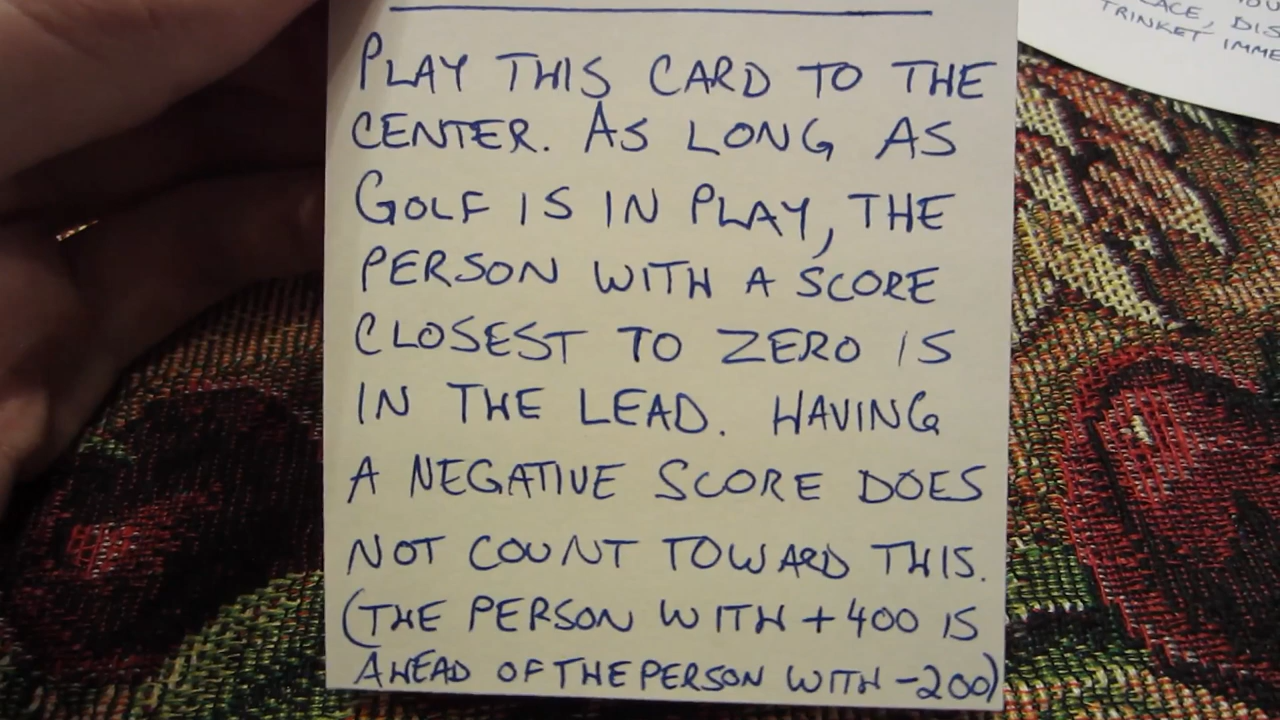 PLAY THIS CARD TO THE
CENTER. AS LONG AS
GOLF IS IN PLAY, THE
PERSON WITH A SCORE
CLOSEST TO ZERO IS
IN THE LEAD. HAVING
A NEGATIVE SCORE DOES
NOT COUNT TOWARD THIS.
(THE PERSON WITH +400 IS
AHEAD OF THE PERSON WITH -200)
TRINKET